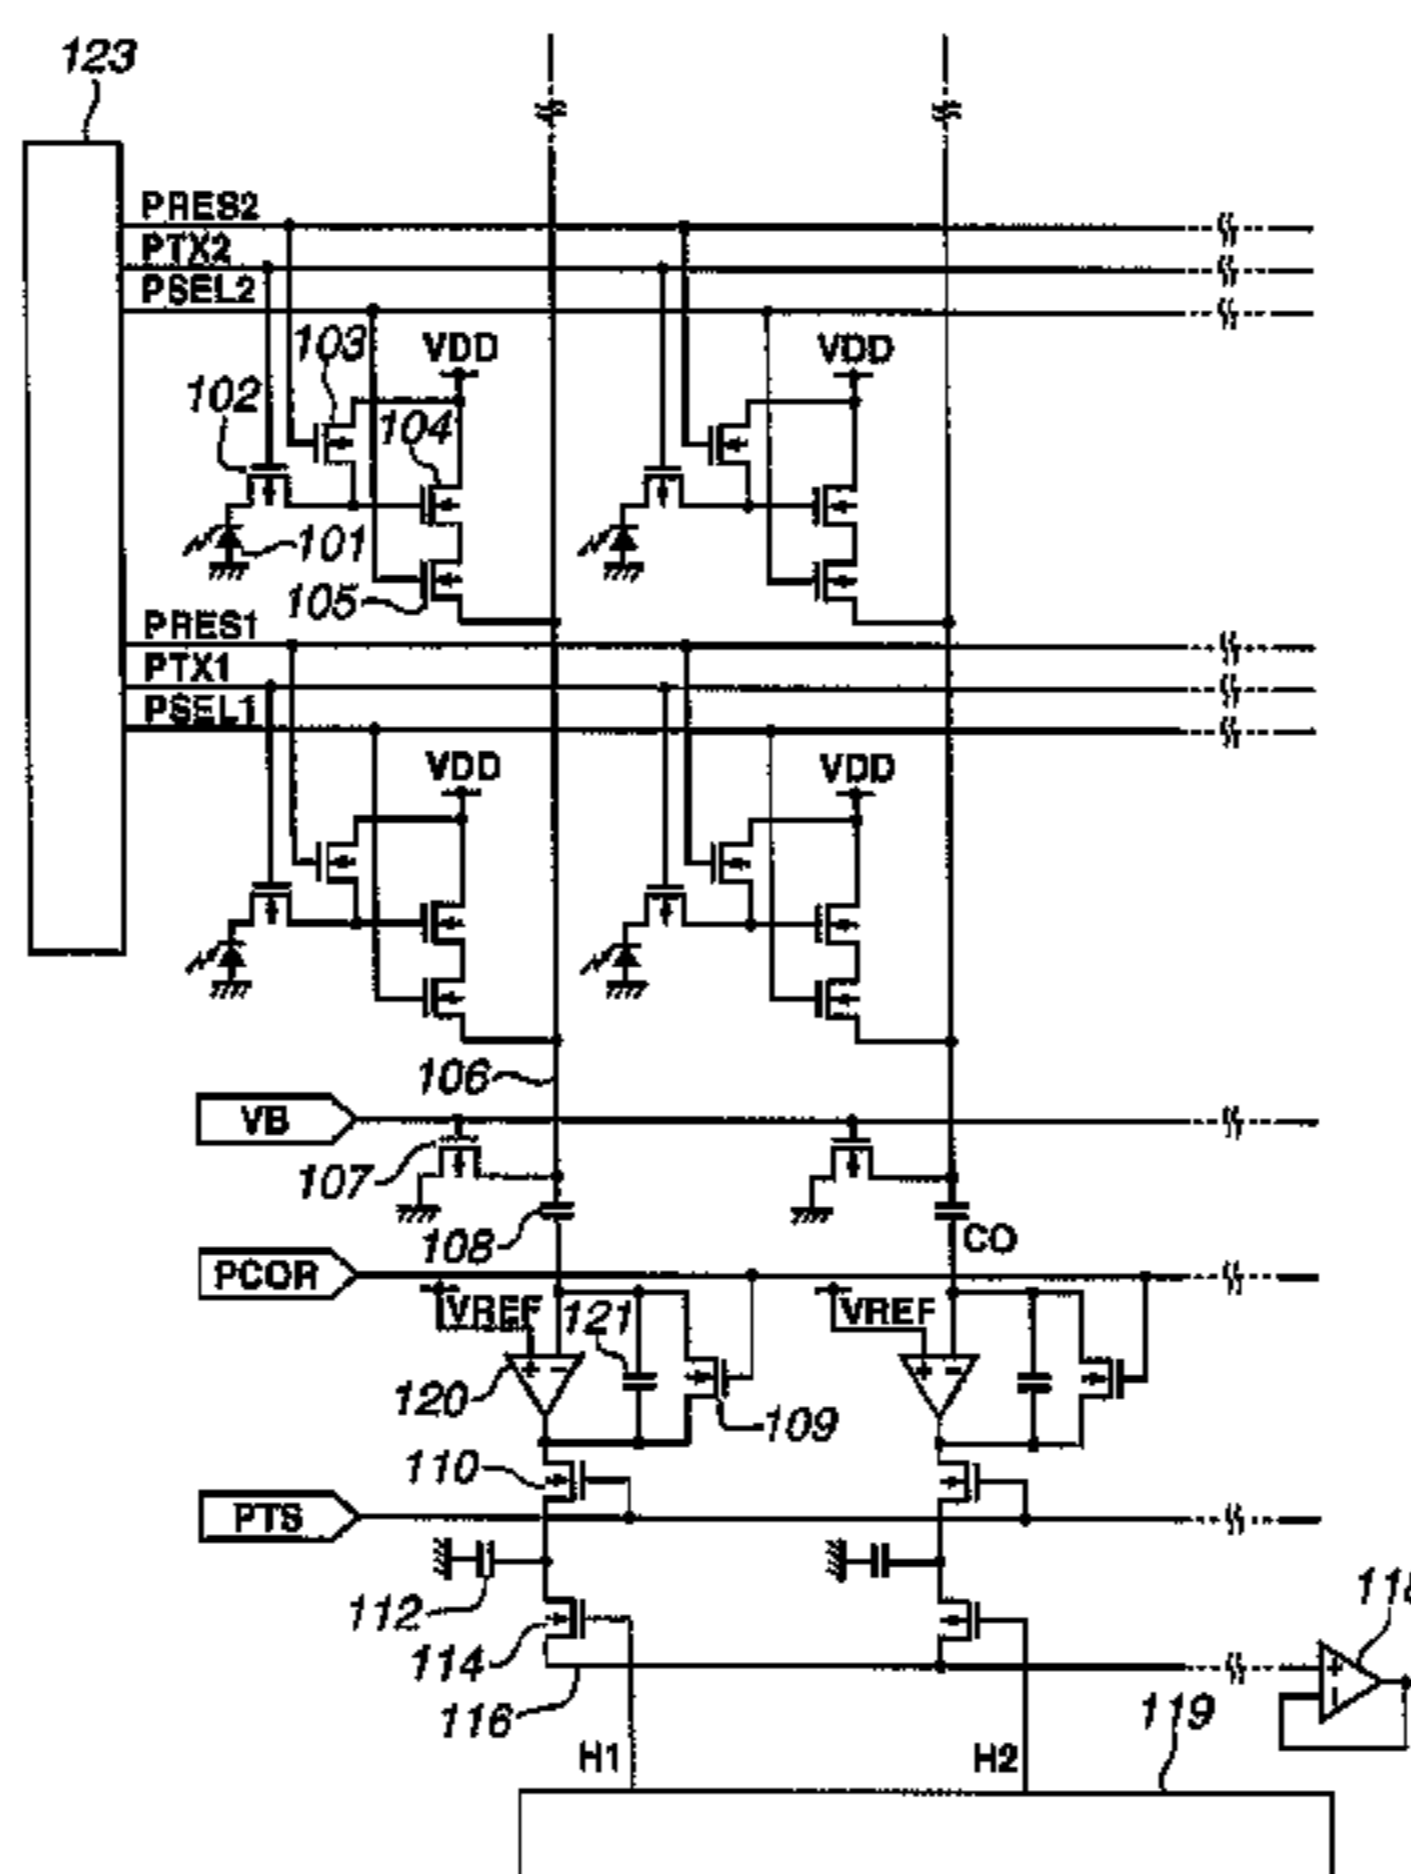 123
PRES2
PTX2
PSEL2
103
VDD
VDD
102
104
101
105
PRES1
PTX1
PSEL1
VDD
VDD
106
VB
107
108
CO
PCOR
VREF
121
VREF
120
109
110
PTS
112
114
116
119
H1
H2